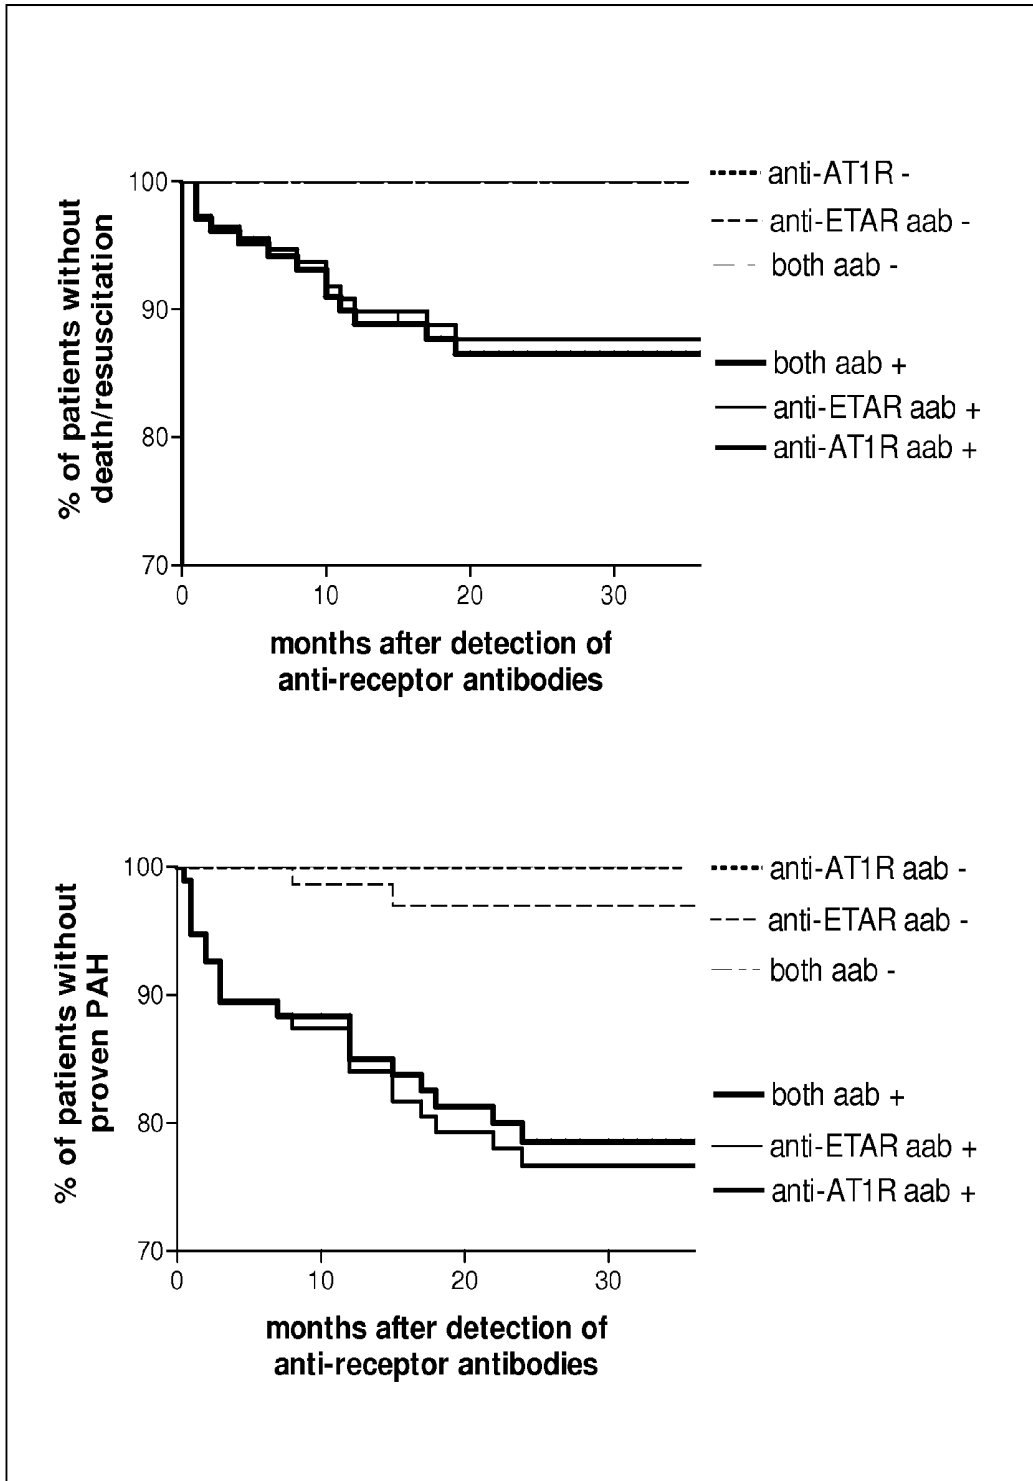 % of patients without
death/resuscitation
100
90
80
70
0
10
20
30
months after detection of
anti-receptor antibodies
anti-AT1R -
anti-ETAR aab -
both aab -
both aab +
anti-ETAR aab +
anti-AT1R aab +
% of patients without
proven PAH
100
90
80
70
0
10
20
30
months after detection of
anti-receptor antibodies
anti-AT1R aab -
anti-ETAR aab -
both aab -
both aab +
anti-ETAR aab +
anti-AT1R aab +